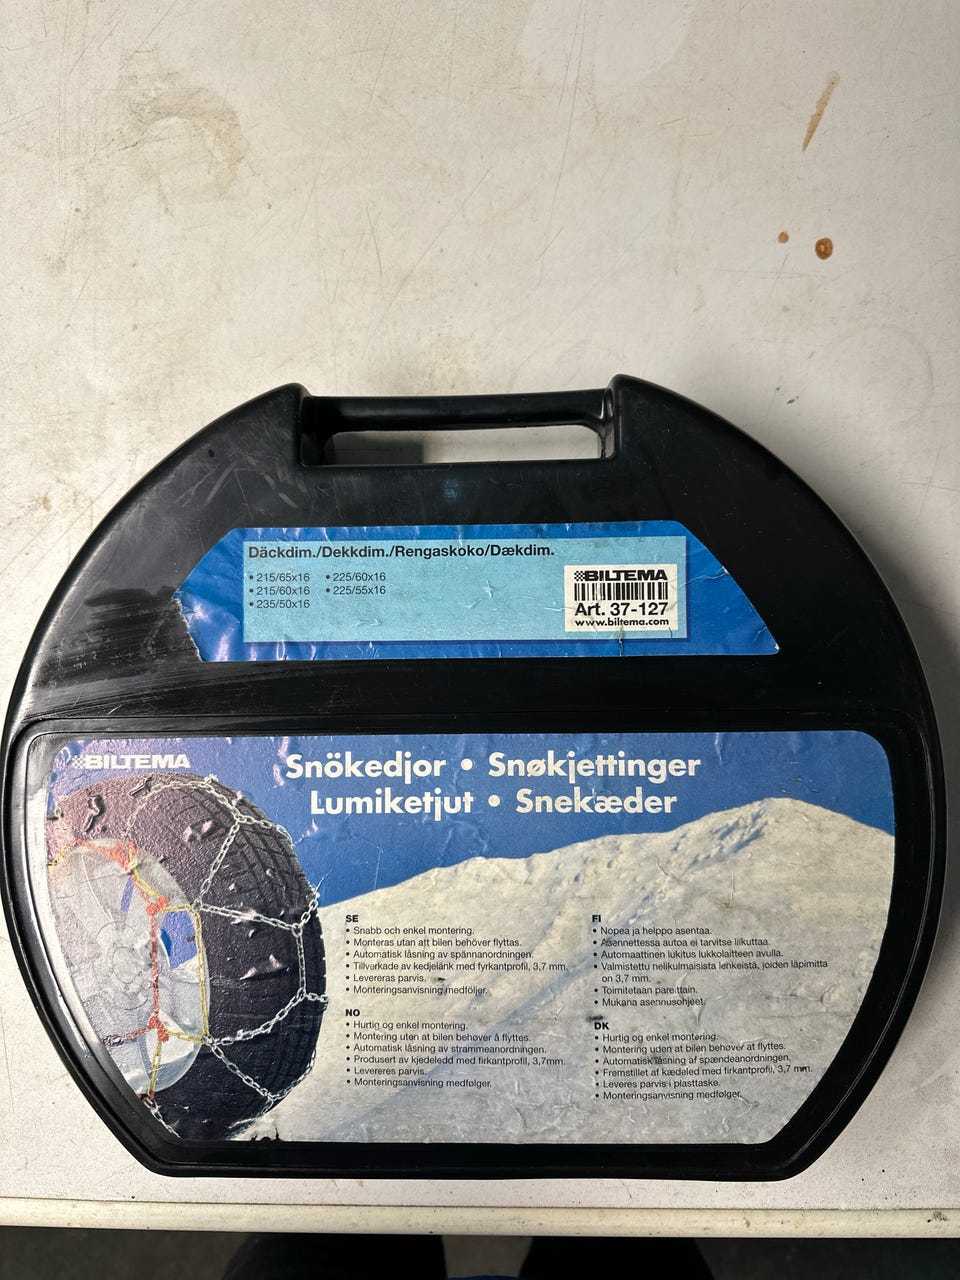 Däckdim./Dekkdim./Rengaskoko/Dækdim.
• 215/65x16 • 225/60x16
• 215/60x16 • 225/55x16
• 235/50x16
BILTEMA
Art. 37-127
www.biltema.com
BILTEMA
Snökedjor • Snøkjettinger
Lumiketjut • Snekæder
SE
• Snabb och enkel montering.
• Monteras utan att bilen behöver flyttas.
• Automatisk låsning av spännanordningen.
• Tillverkade av kedjelänk med fyrkantprofil, 3,7 mm.
• Levereras parvis.
• Monteringsanvisning medföljer.
NO
• Hurtig og enkel montering.
• Montering uten at bilen behøver å flyttes.
• Automatisk låsning av strammeanordningen.
• Produsert av kjedeledd med firkantprofil, 3,7mm.
• Leveres parvis.
• Monteringsanvisning medfølger.
FI
• Nopea ja helppo asentaa.
• Asennettessa autoa ei tarvitse liikuttaa.
• Automaattinen lukitus lukkolaitteen avulla.
• Valmistettu nelikulmaisista lenkeistä, joiden läpimitta
on 3,7 mm.
• Toimitetaan pareittain.
• Mukana asennusohjeet.
DK
• Hurtig og enkel montering.
• Montering uden at bilen behøver at flyttes.
• Automatisk låsning af spændeanordningen.
• Fremstillet af kædeled med firkantprofil, 3,7 mm.
• Leveres parvis i plasttaske.
• Monteringsanvisning medfølger.